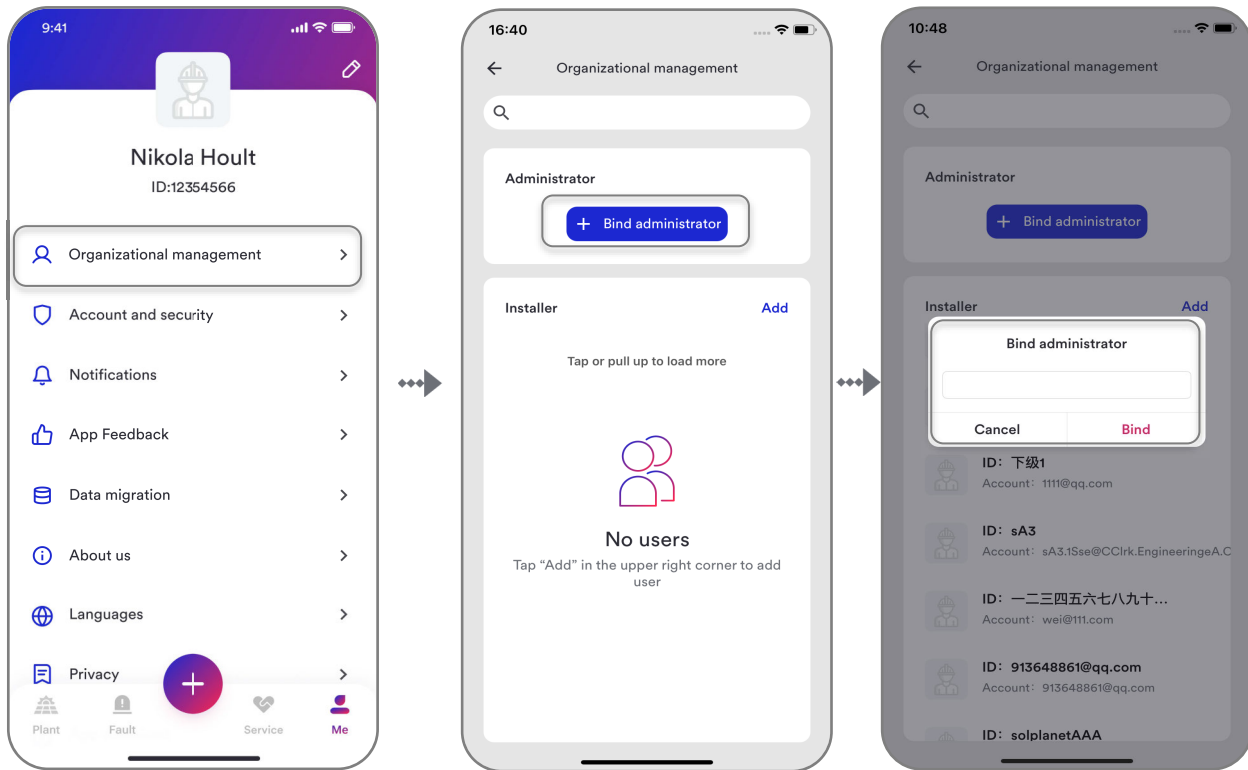 9:41
Nikola Hoult
ID:12354566
Organizational management
Account and security
Notifications
App Feedback
Data migration
About us
Languages
Privacy
Plant
Fault
Service
Me
16:40
Organizational management
Administrator
+ Bind administrator
Installer
Add
Tap or pull up to load more
No users
Tap “Add” in the upper right corner to add
user
10:48
Organizational management
Administrator
+ Bind administrator
Installer
Add
Bind administrator
Cancel
Bind
ID：下级1
Account：1111@qq.com
ID：sA3
Account：sA3.1Sse@CClrk.EngineeringeA.C
ID：一二三四五六七八九十...
Account：wei@111.com
ID：913648861@qq.com
Account：913648861@qq.com
ID：solplanetAAA